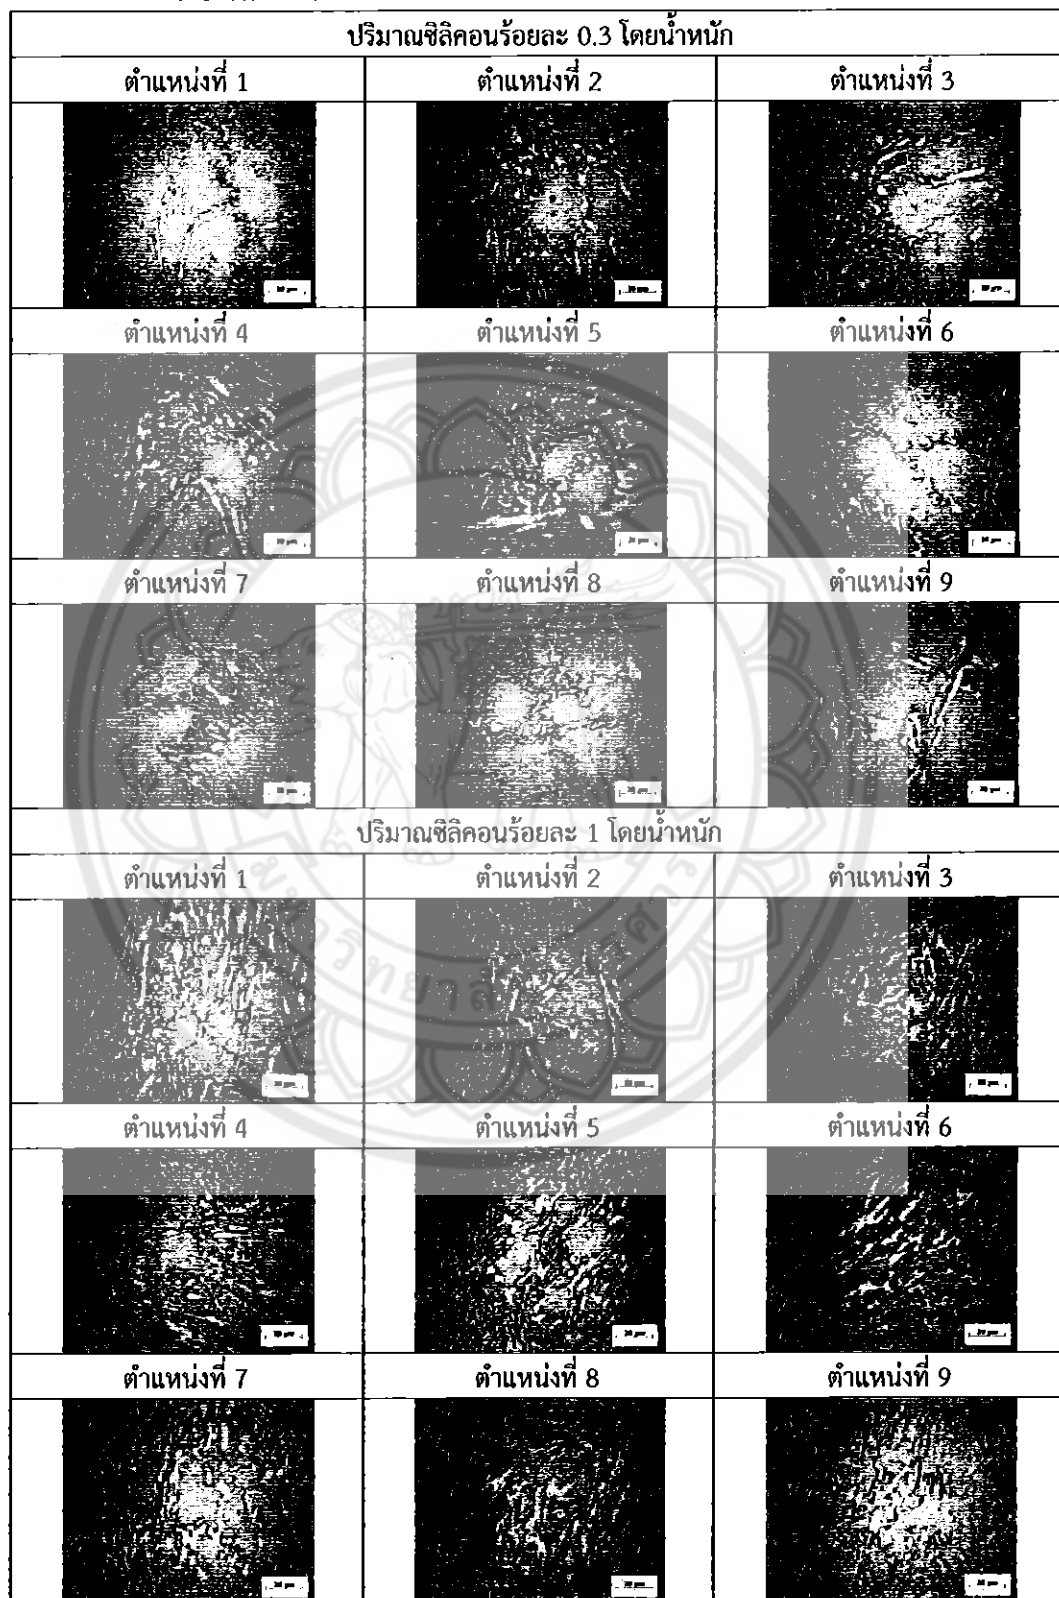 ปริมาณซิลิคอนร้อยละ 0.3 โดยน้ำหนัก
ตำแหน่งที่ 1 ตำแหน่งที่ 2 ตำแหน่งที่ 3
ตำแหน่งที่ 4 ตำแหน่งที่ 5 ตำแหน่งที่ 6
ตำแหน่งที่ 7 ตำแหน่งที่ 8 ตำแหน่งที่ 9
ปริมาณซิลิคอนร้อยละ 1 โดยน้ำหนัก
ตำแหน่งที่ 1 ตำแหน่งที่ 2 ตำแหน่งที่ 3
ตำแหน่งที่ 4 ตำแหน่งที่ 5 ตำแหน่งที่ 6
ตำแหน่งที่ 7 ตำแหน่งที่ 8 ตำแหน่งที่ 9